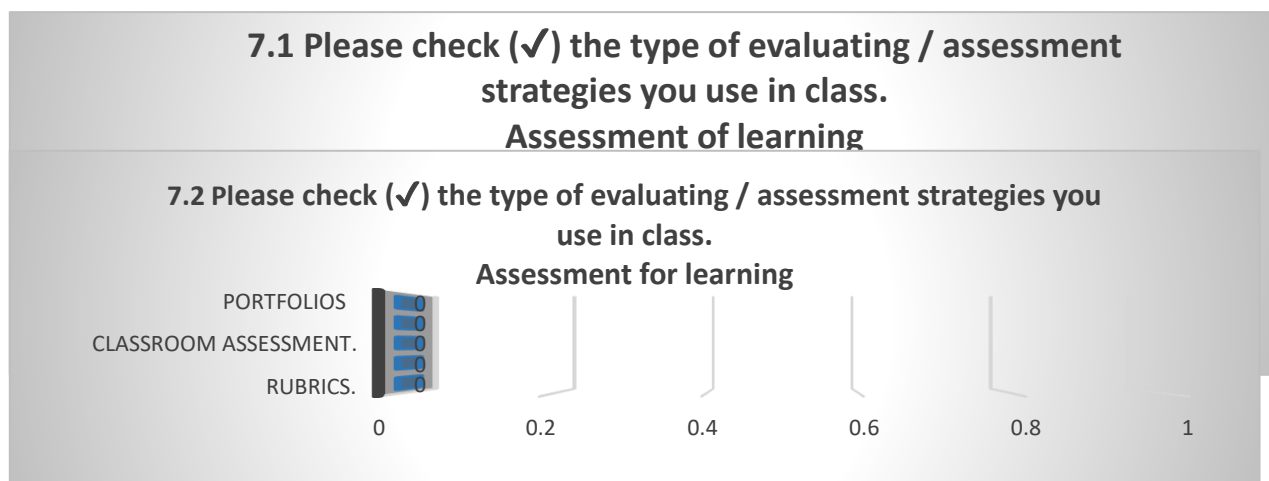 7.1 Please check (✓) the type of evaluating / assessment
strategies you use in class.
Assessment of learning
7.2 Please check (✓) the type of evaluating / assessment strategies you
use in class.
Assessment for learning
PORTFOLIOS 0
0
CLASSROOM ASSESSMENT. 0
0
RUBRICS. 0
0 0.2 0.4 0.6 0.8 1